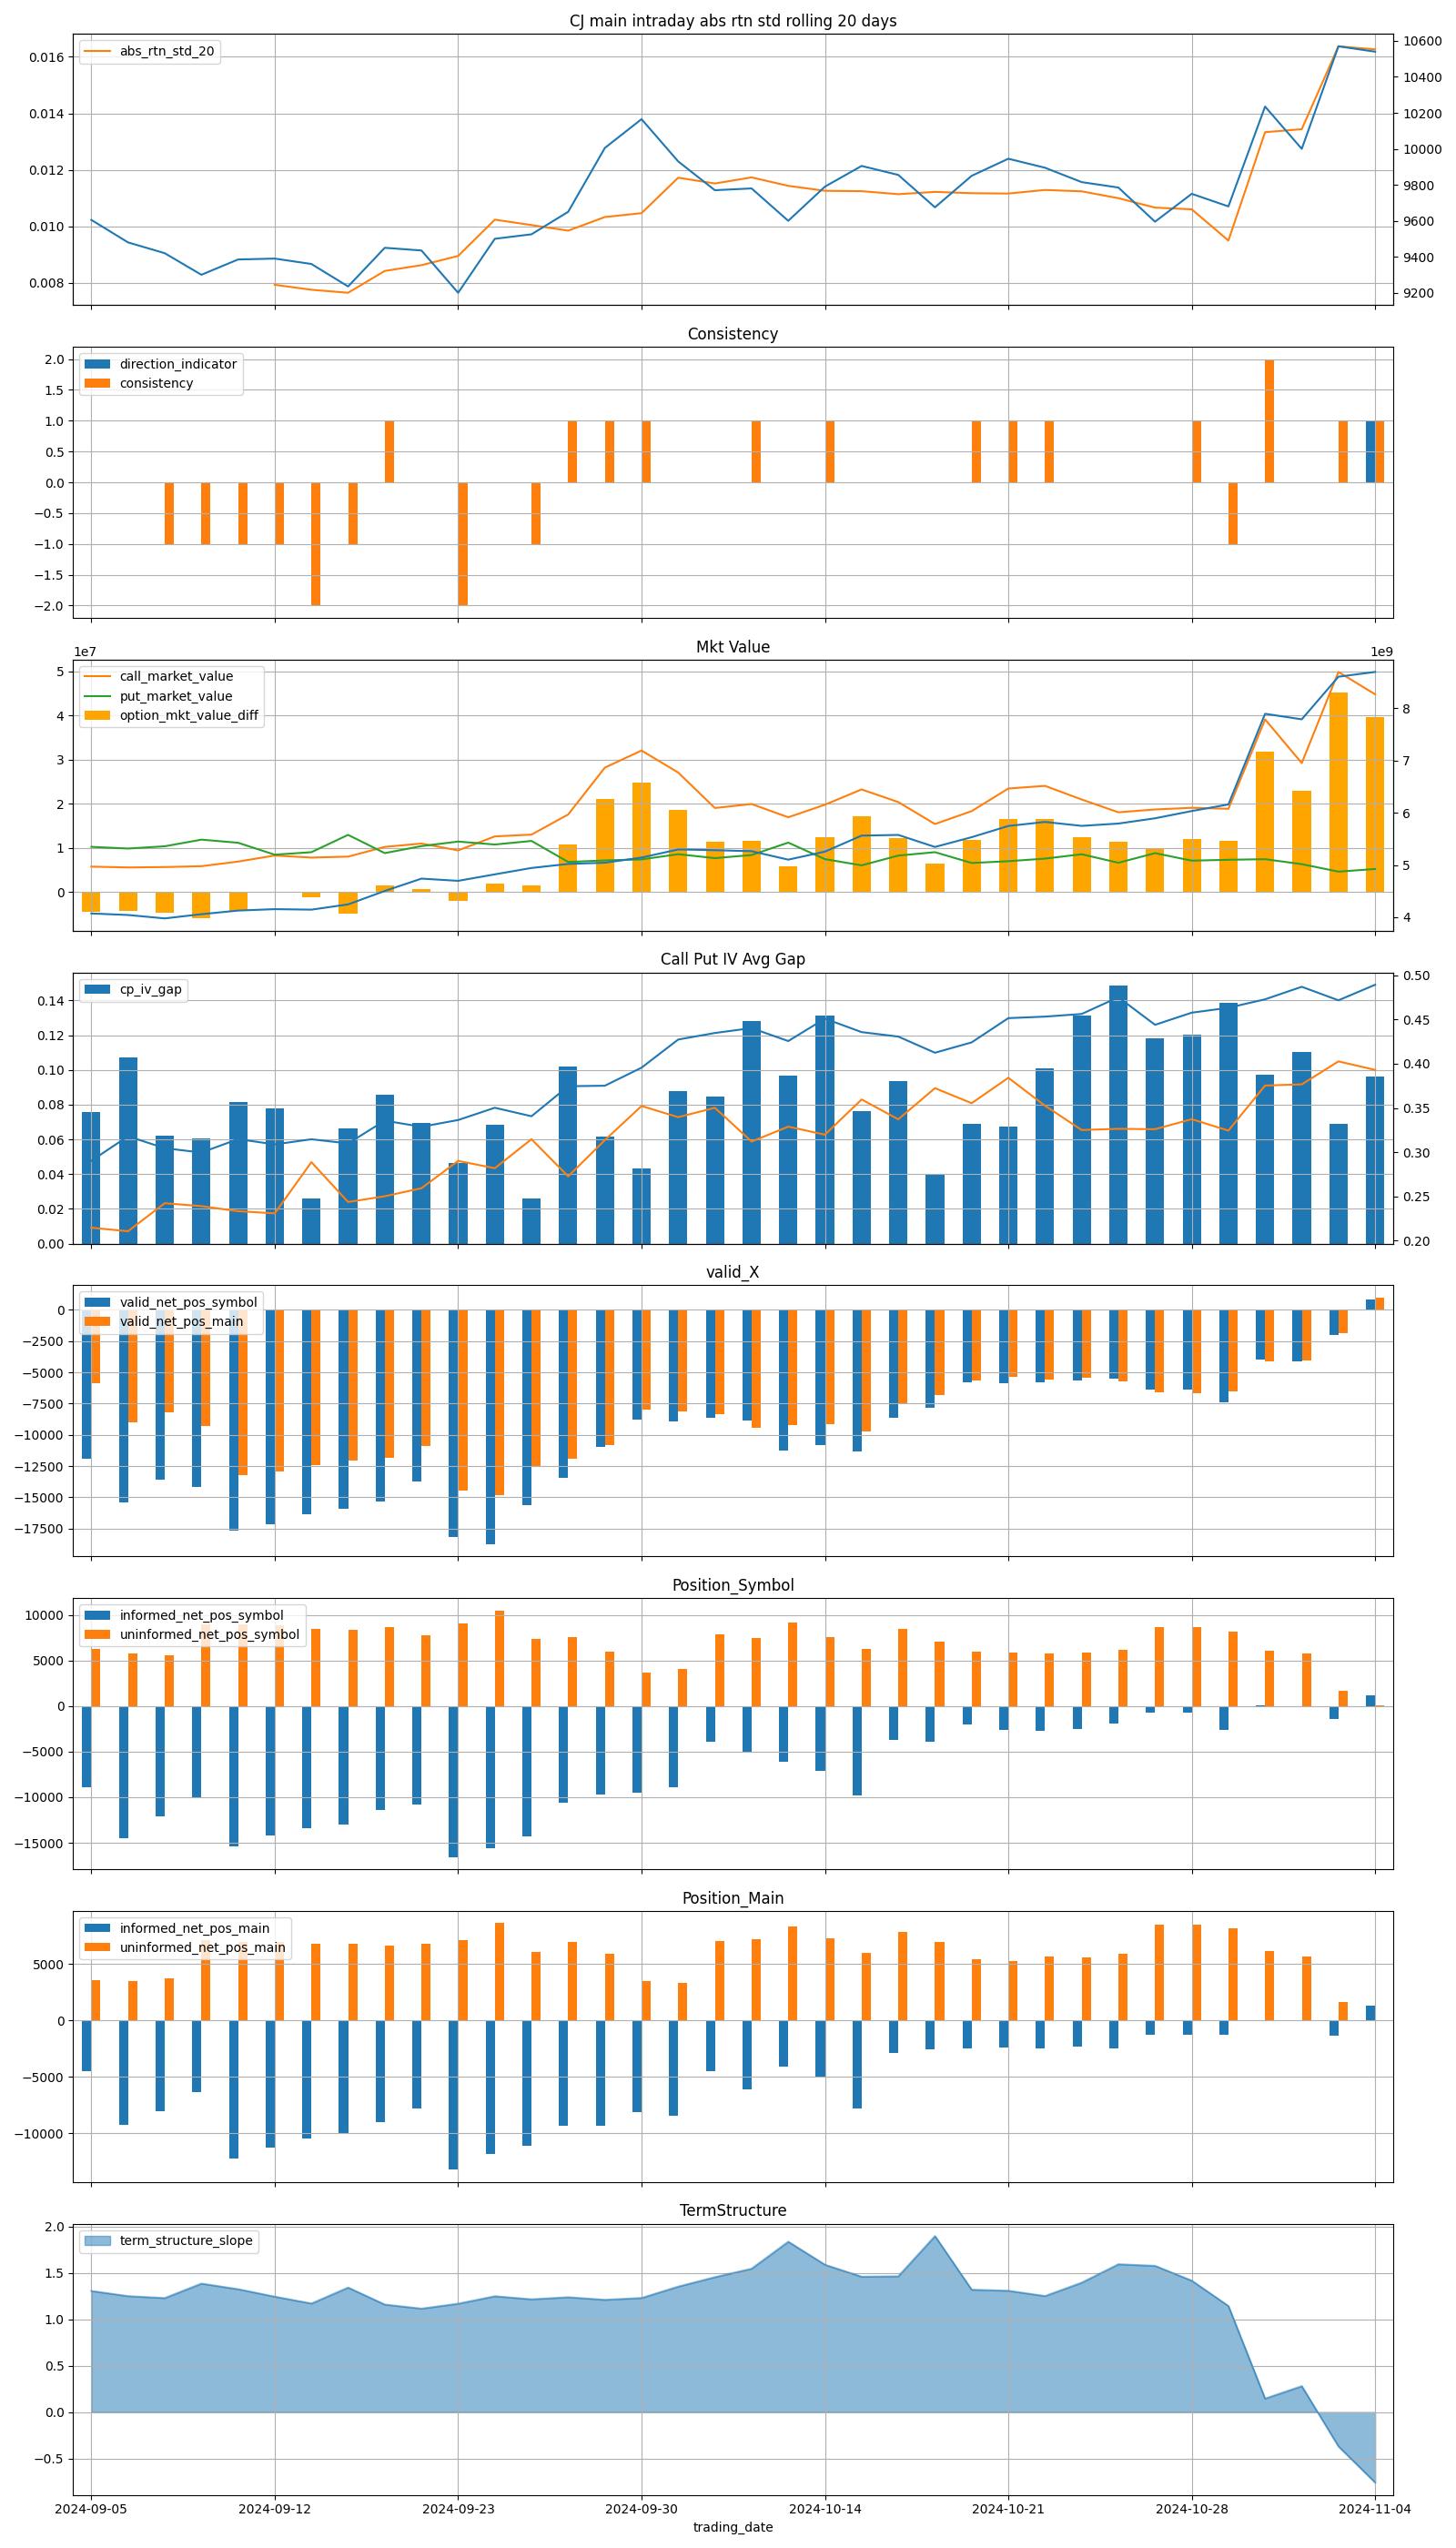 CJ main intraday abs rtn std rolling 20 days
abs_rtn_std_20
0.016
0.014
0.012
0.010
0.008
10600
10400
10200
10000
9800
9600
9400
9200
Consistency
direction_indicator
consistency
2.0
1.5
1.0
0.5
0.0
−0.5
−1.0
−1.5
−2.0
Mkt Value
1e7
1e9
call_market_value
put_market_value
option_mkt_value_diff
5
4
3
2
1
0
8
7
6
5
4
Call Put IV Avg Gap
cp_iv_gap
0.14
0.12
0.10
0.08
0.06
0.04
0.02
0.00
0.50
0.45
0.40
0.35
0.30
0.25
0.20
valid_X
valid_net_pos_symbol
valid_net_pos_main
0
−2500
−5000
−7500
−10000
−12500
−15000
−17500
Position_Symbol
informed_net_pos_symbol
uninformed_net_pos_symbol
10000
5000
0
−5000
−10000
−15000
Position_Main
informed_net_pos_main
uninformed_net_pos_main
5000
0
−5000
−10000
TermStructure
term_structure_slope
2.0
1.5
1.0
0.5
0.0
−0.5
2024-09-05 2024-09-12 2024-09-23 2024-09-30 2024-10-14 2024-10-21 2024-10-28 2024-11-04
trading_date